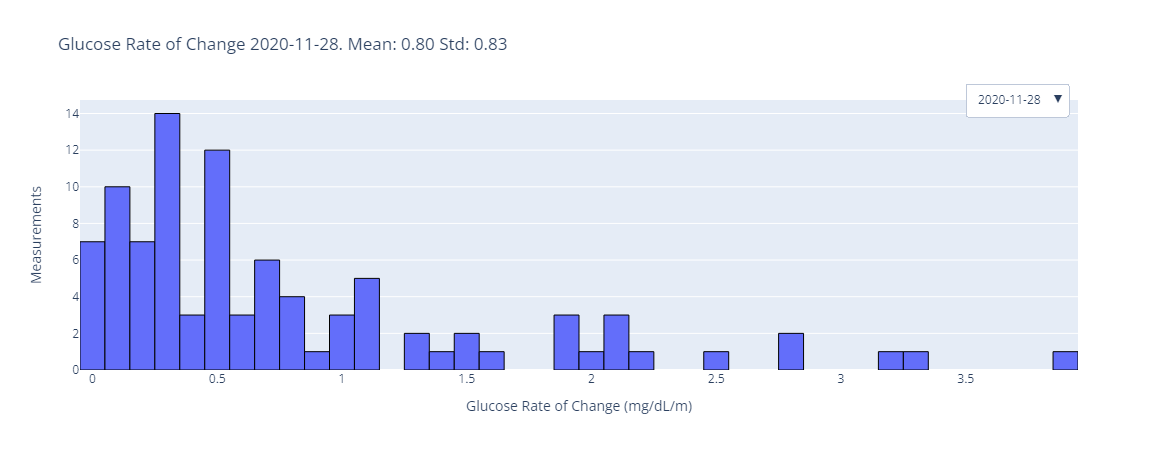 Glucose Rate of Change 2020-11-28. Mean: 0.80 Std: 0.83
2020-11-28 ▼
14
12
10
8
6
4
2
0
Measurements
0 0.5 1 1.5 2 2.5 3 3.5
Glucose Rate of Change (mg/dL/m)